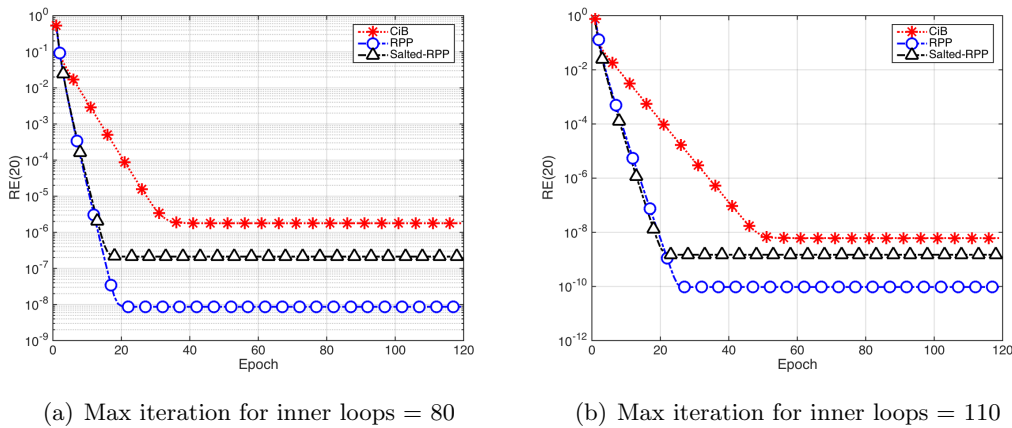 10^0
10^-1
10^-2
10^-3
10^-4
10^-5
10^-6
10^-7
10^-8
10^-9
RE(20)
0 20 40 60 80 100 120
Epoch
CiB
RPP
Salted-RPP
(a) Max iteration for inner loops = 80
10^0
10^-2
10^-4
10^-6
10^-8
10^-10
10^-12
RE(20)
0 20 40 60 80 100 120
Epoch
CiB
RPP
Salted-RPP
(b) Max iteration for inner loops = 110